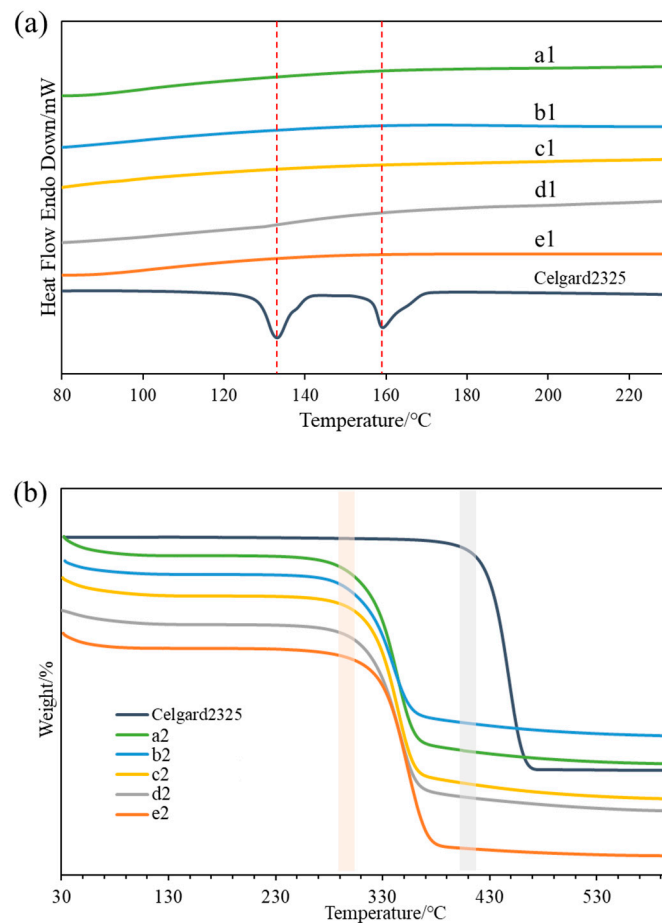 (a)
Heat Flow Endo Down/mW
a1
b1
c1
d1
e1
Celgard2325
80 100 120 140 160 180 200 220
Temperature/°C
(b)
Weight/%
Celgard2325
a2
b2
c2
d2
e2
30 130 230 330 430 530
Temperature/°C